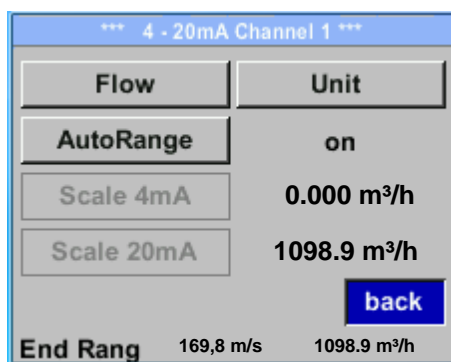 *** 4 - 20mA Channel 1 ***
Flow Unit
AutoRange on
Scale 4mA 0.000 m³/h
Scale 20mA 1098.9 m³/h
back
End Rang 169,8 m/s 1098.9 m³/h